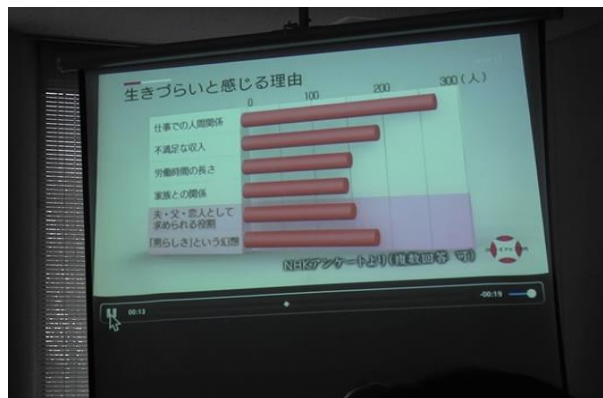 生きづらいと感じる理由
0 100 200 300(人)
仕事での人間関係
不満足な収入
労働時間の長さ
家族との関係
夫・父・恋人として
求められる役割
「男らしさ」という幻想
NHKアンケートより(複数回答 可)
00:13
-00:19